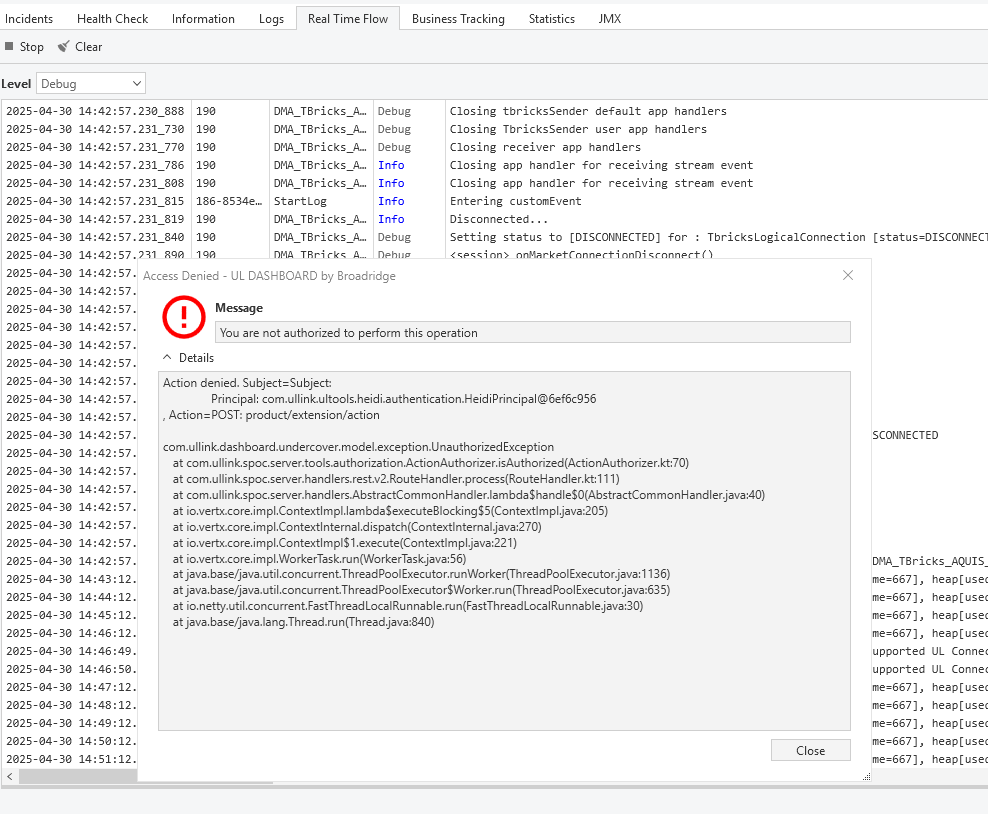 Incidents Health Check Information Logs Real Time Flow Business Tracking Statistics JMX
Stop Clear
Level Debug
2025-04-30 14:42:57.230_888 190 DMA_TBricks_A... Debug Closing tbricksSender default app handlers
2025-04-30 14:42:57.231_730 190 DMA_TBricks_A... Debug Closing TbricksSender user app handlers
2025-04-30 14:42:57.231_770 190 DMA_TBricks_A... Debug Closing receiver app handlers
2025-04-30 14:42:57.231_786 190 DMA_TBricks_A... Info Closing app handler for receiving stream event
2025-04-30 14:42:57.231_808 190 DMA_TBricks_A... Info Closing app handler for receiving stream event
2025-04-30 14:42:57.231_815 186-8534e... StartLog Info Entering customEvent
2025-04-30 14:42:57.231_819 190 DMA_TBricks_A... Info Disconnected...
2025-04-30 14:42:57.231_840 190 DMA_TBricks_A... Debug Setting status to [DISCONNECTED] for : TbricksLogicalConnection [status=DISCONNECT
2025-04-30 14:42:57.231_890 190 DMA_TBricks_A... Debug <session> onMarketConnectionDisconnect()
2025-04-30 14:42:57.
2025-04-30 14:42:57.
2025-04-30 14:42:57.
2025-04-30 14:42:57.
2025-04-30 14:42:57.
2025-04-30 14:42:57.
2025-04-30 14:42:57.
2025-04-30 14:42:57.
2025-04-30 14:42:57.
2025-04-30 14:42:57. SCONNECTED
2025-04-30 14:42:57.
2025-04-30 14:42:57.
2025-04-30 14:42:57.
2025-04-30 14:42:57.
2025-04-30 14:42:57.
2025-04-30 14:42:57.
2025-04-30 14:42:57. DMA_TBricks_AQUIS_
2025-04-30 14:43:12. me=667], heap[used
2025-04-30 14:44:12. me=667], heap[used
2025-04-30 14:45:12. me=667], heap[used
2025-04-30 14:46:12. me=667], heap[used
2025-04-30 14:46:49. upported UL Connec
2025-04-30 14:46:50. upported UL Connec
2025-04-30 14:47:12. me=667], heap[used
2025-04-30 14:48:12. me=667], heap[used
2025-04-30 14:49:12. me=667], heap[used
2025-04-30 14:50:12. me=667], heap[used
2025-04-30 14:51:12. me=667], heap[used
Access Denied - UL DASHBOARD by Broadridge
Message
You are not authorized to perform this operation
Details
Action denied. Subject=Subject:
Principal: com.ullink.ultools.heidi.authentication.HeidiPrincipal@6ef6c956
, Action=POST: product/extension/action
com.ullink.dashboard.undercover.model.exception.UnauthorizedException
at com.ullink.spoc.server.tools.authorization.ActionAuthorizer.isAuthorized(ActionAuthorizer.kt:70)
at com.ullink.spoc.server.handlers.rest.v2.RouteHandler.process(RouteHandler.kt:111)
at com.ullink.spoc.server.handlers.AbstractCommonHandler.lambda$handle$0(AbstractCommonHandler.java:40)
at io.vertx.core.impl.ContextImpl.lambda$executeBlocking$5(ContextImpl.java:205)
at io.vertx.core.impl.ContextInternal.dispatch(ContextInternal.java:270)
at io.vertx.core.impl.ContextImpl$1.execute(ContextImpl.java:221)
at io.vertx.core.impl.WorkerTask.run(WorkerTask.java:56)
at java.base/java.util.concurrent.ThreadPoolExecutor.runWorker(ThreadPoolExecutor.java:1136)
at java.base/java.util.concurrent.ThreadPoolExecutor$Worker.run(ThreadPoolExecutor.java:635)
at io.netty.util.concurrent.FastThreadLocalRunnable.run(FastThreadLocalRunnable.java:30)
at java.base/java.lang.Thread.run(Thread.java:840)
Close